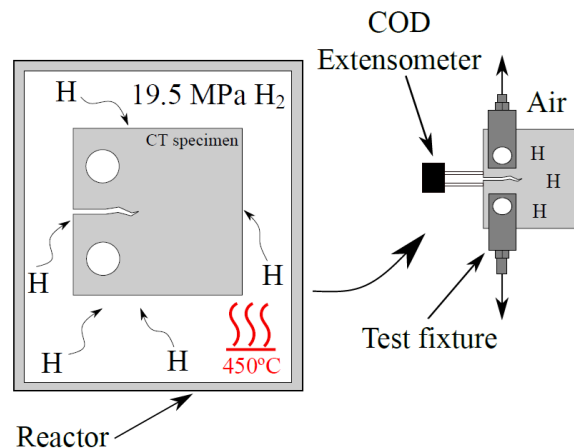 COD
Extensometer
H
19.5 MPa H₂
Air
CT specimen
H
H
H
H
H
H
H
450ºC
Test fixture
Reactor